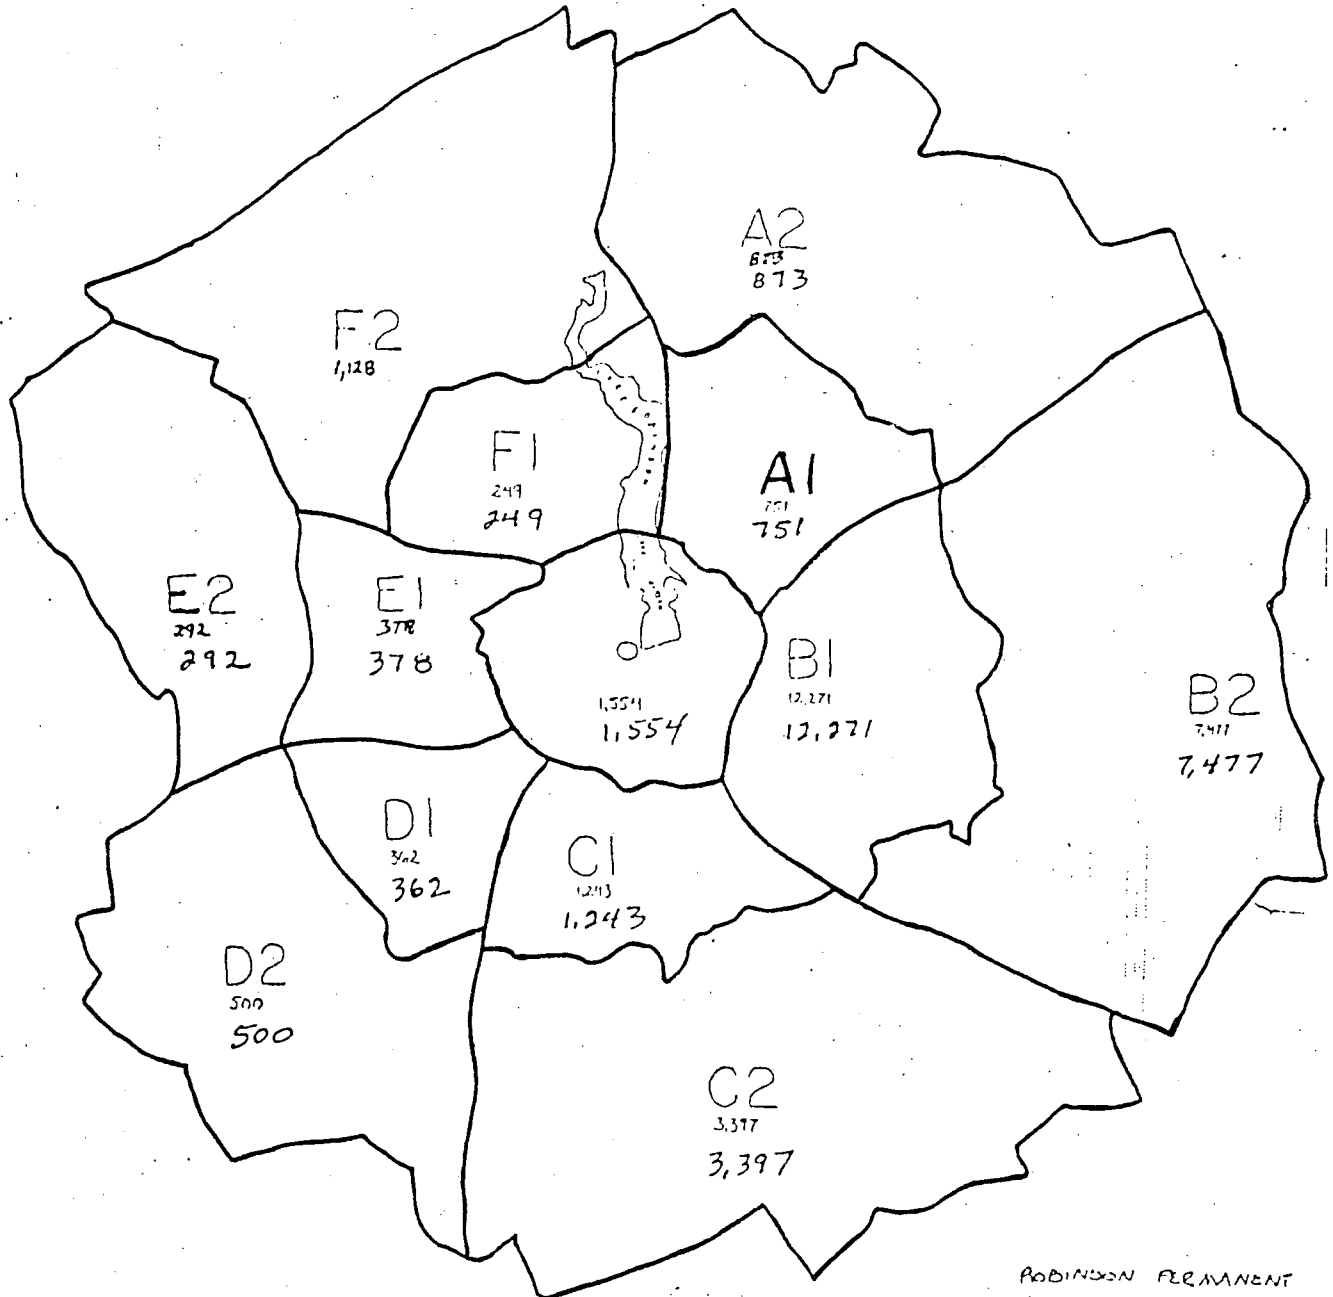 A2
873
873
F2
1,128
F1
249
249
A1
751
751
E2
292
292
E1
378
378
1,554
1,554
B1
12,271
12,271
B2
7,477
7,477
D1
362
362
C1
1,243
1,243
D2
500
500
C2
3,397
3,397
ROBINSON PERMANENT